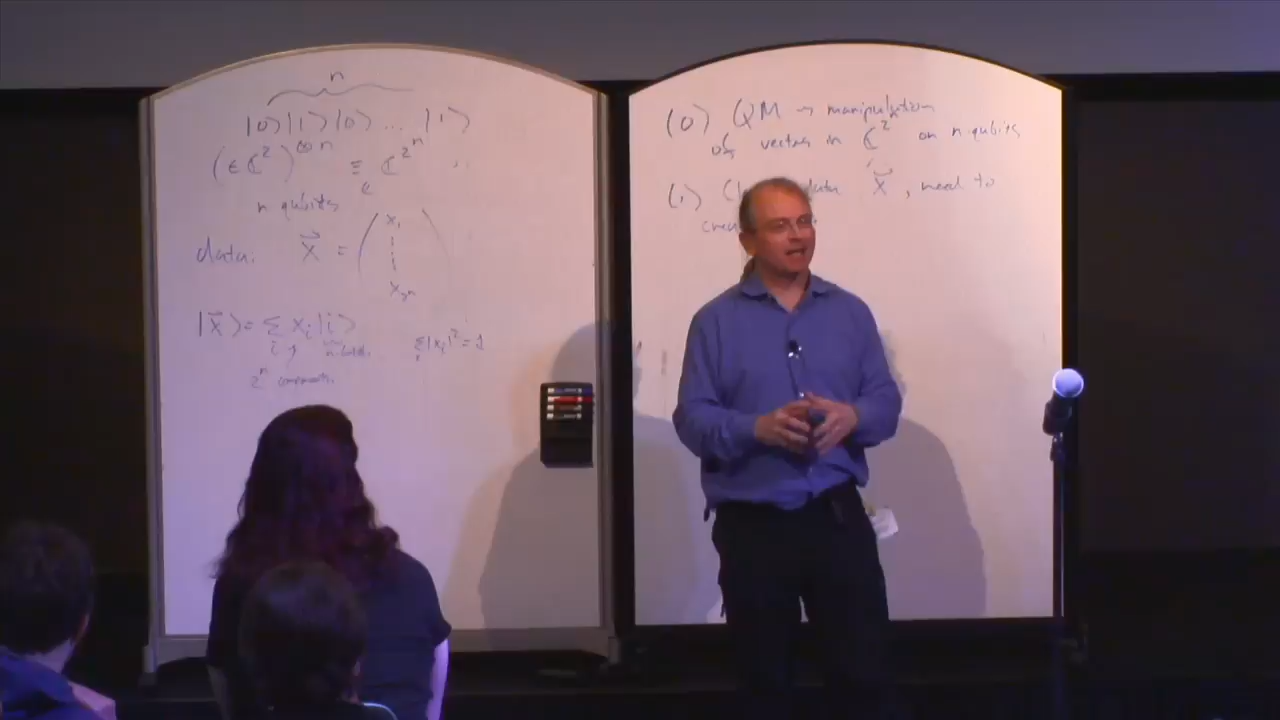 n
|0⟩|1⟩|0⟩ ... |1⟩
(∈ ℂ²)^⊗n ≡ ℂ^2^n
n qubits
data: x⃗ = (x₁ ⋮ x_2^n)
|x⃗⟩ = Σ xᵢ|i⟩
i
Σ|xᵢ|² = 1
i
2ⁿ components
(0) QM manipulation
of vectors in ℂ² on n qubits
(1) data x⃗, need to